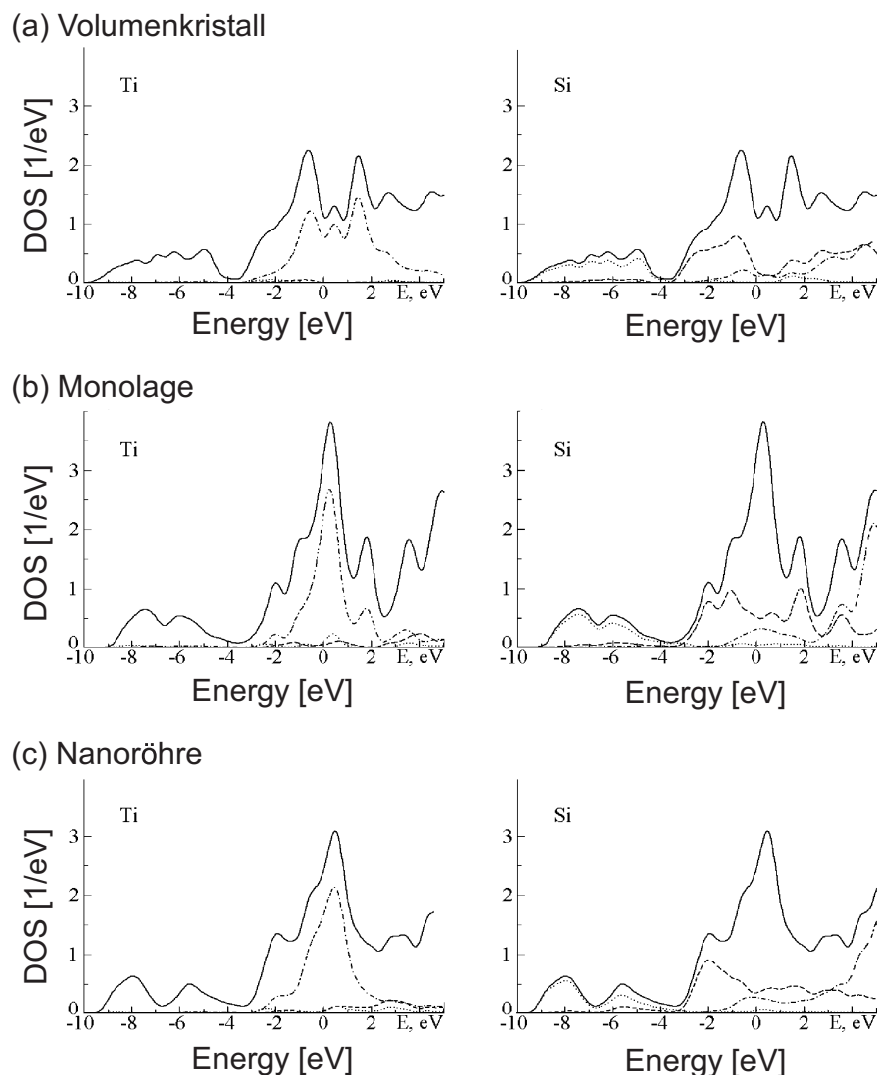 (a) Volumenkristall
DOS [1/eV]
Ti
3
2
1
0
-10 -8 -6 -4 -2 0 2 E, eV
Energy [eV]
DOS [1/eV]
Si
3
2
1
0
-10 -8 -6 -4 -2 0 2 E, eV
Energy [eV]
(b) Monolage
DOS [1/eV]
Ti
3
2
1
0
-10 -8 -6 -4 -2 0 2 E, eV
Energy [eV]
DOS [1/eV]
Si
3
2
1
0
-10 -8 -6 -4 -2 0 2 E, eV
Energy [eV]
(c) Nanoröhre
DOS [1/eV]
Ti
3
2
1
0
-10 -8 -6 -4 -2 0 2 E, eV
Energy [eV]
DOS [1/eV]
Si
3
2
1
0
-10 -8 -6 -4 -2 0 2 E, eV
Energy [eV]